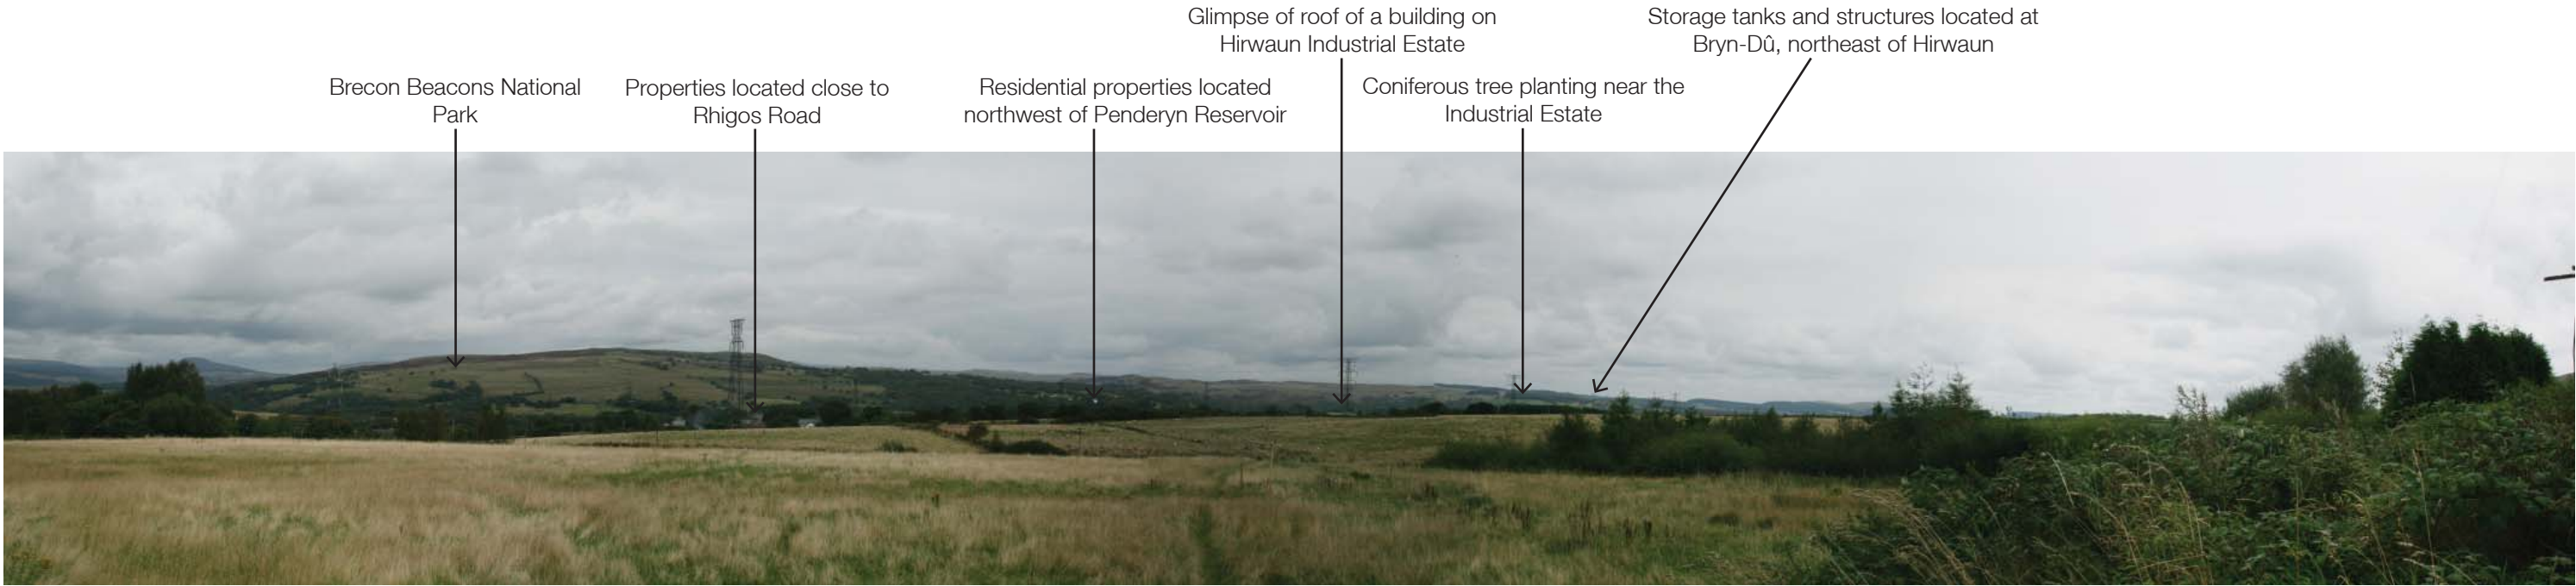 Glimpse of roof of a building on
Hirwaun Industrial Estate
Storage tanks and structures located at
Bryn-Dû, northeast of Hirwaun
Brecon Beacons National
Park
Properties located close to
Rhigos Road
Residential properties located
northwest of Penderyn Reservoir
Coniferous tree planting near the
Industrial Estate